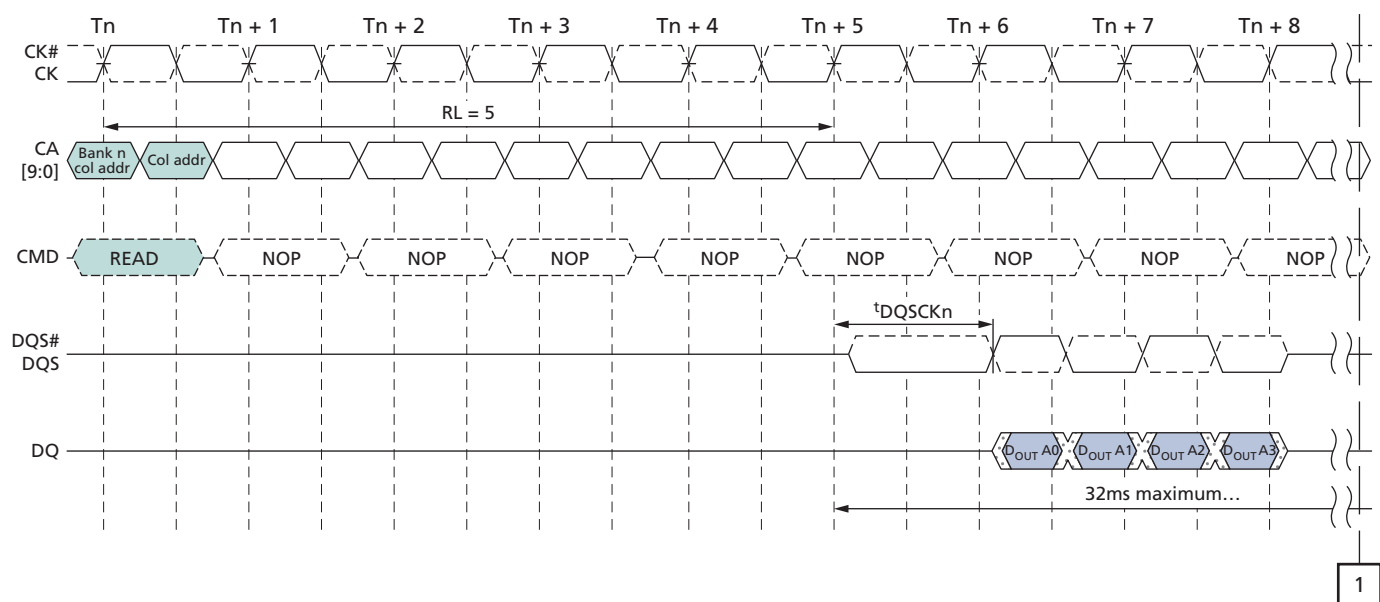 Tn Tn + 1 Tn + 2 Tn + 3 Tn + 4 Tn + 5 Tn + 6 Tn + 7 Tn + 8
CK#
CK
RL = 5
CA
[9:0]
Bank n
col addr
Col addr
CMD
READ NOP NOP NOP NOP NOP NOP NOP NOP
tDQSCKn
DQS#
DQS
DQ
DOUT A0 DOUT A1 DOUT A2 DOUT A3
32ms maximum…
1